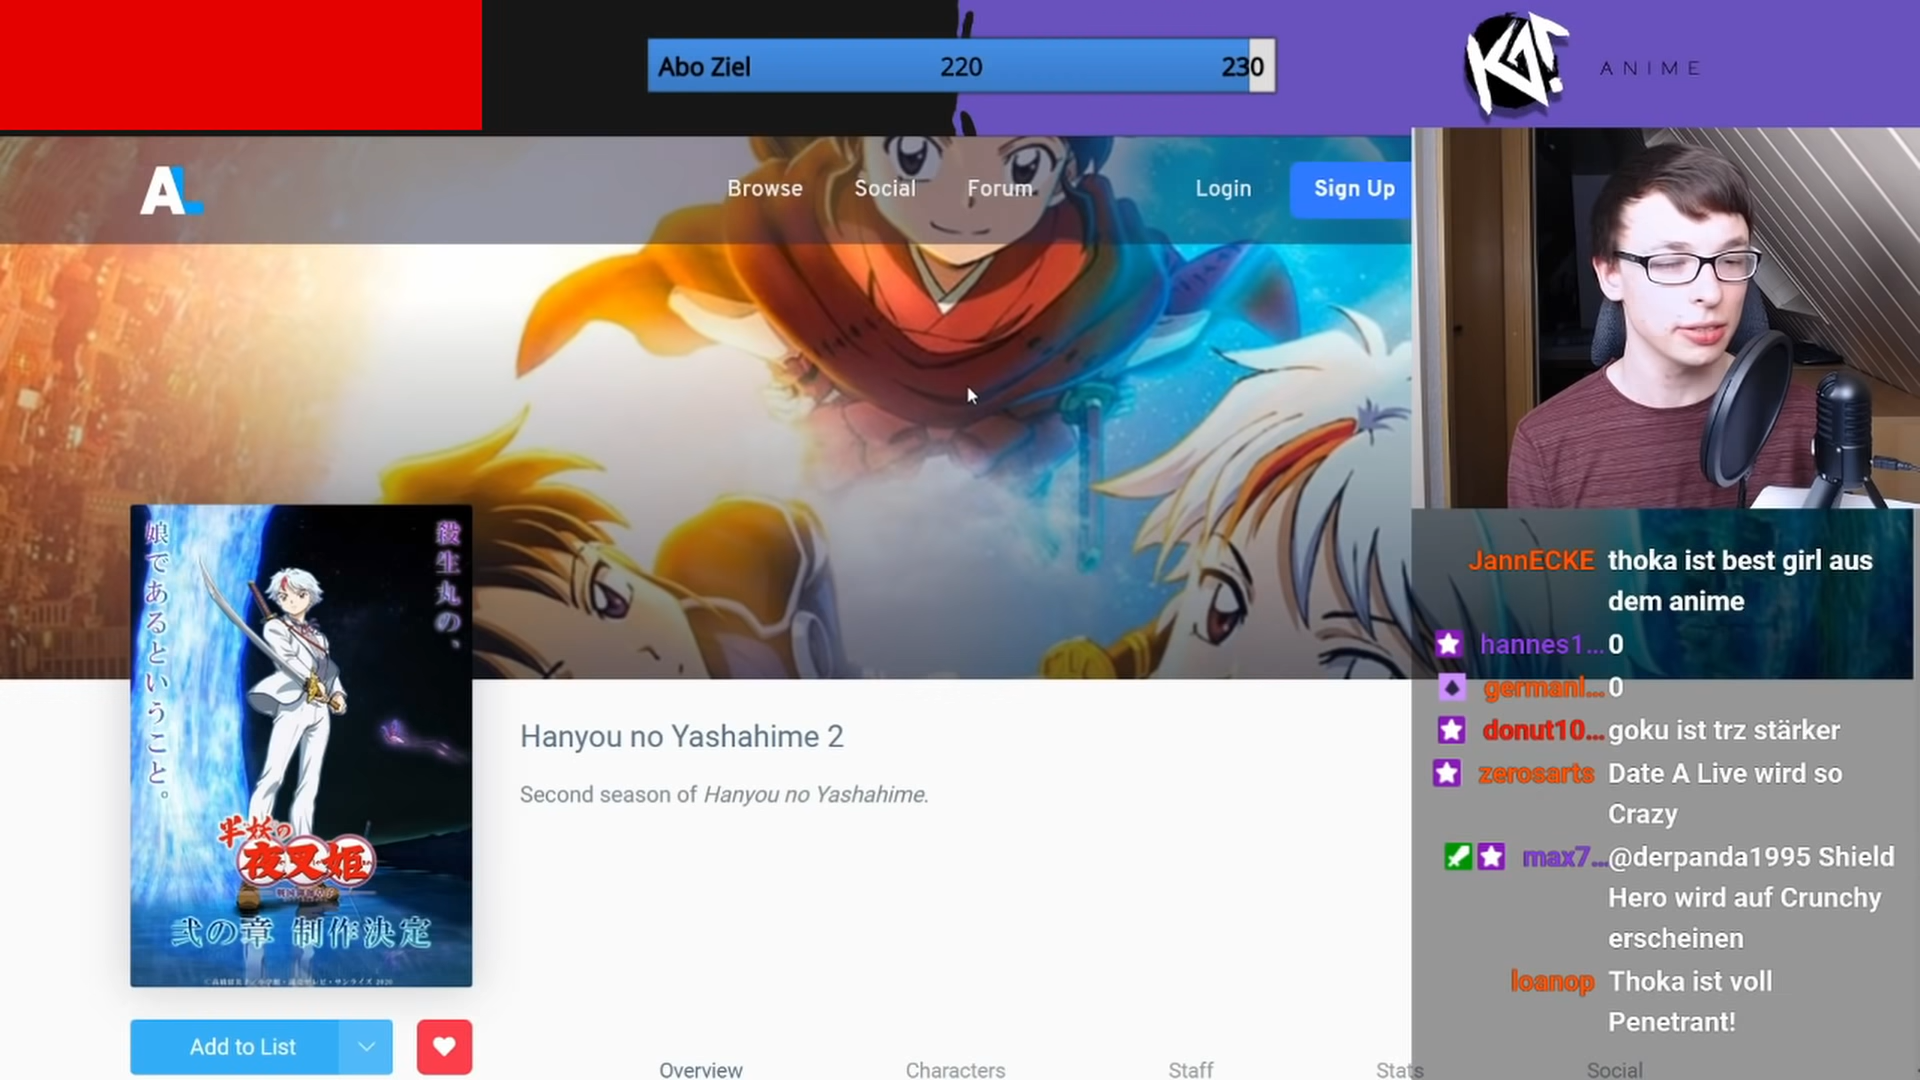 Abo Ziel 220 230
KA!
ANIME
AL
Browse Social Forum Login Sign Up
殺生丸の、
娘であるということ。
半妖の
夜叉姫
弐の章 制作決定
Hanyou no Yashahime 2
Second season of Hanyou no Yashahime.
Add to List
Overview Characters Staff Stats Social
JannECKE thoka ist best girl aus
dem anime
hannes1... 0
germanl... 0
donut10... goku ist trz stärker
zerosarts Date A Live wird so
Crazy
max7... @derpanda1995 Shield
Hero wird auf Crunchy
erscheinen
loanop Thoka ist voll
Penetrant!